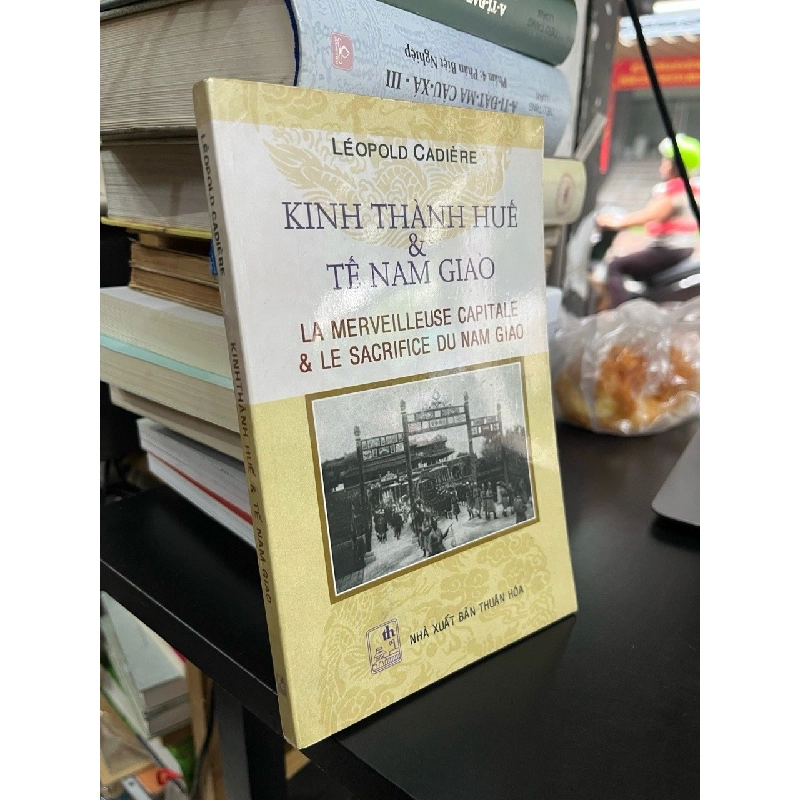 A-TÌ-ĐẠT-MA CÂU-XÁ - III
Phẩm 4: Phân Biệt Nghiệp
LÉOPOLD CADIÈRE
KINH THÀNH HUẾ
&
TẾ NAM GIAO
LA MERVEILLEUSE CAPITALE
& LE SACRIFICE DU NAM GIAO
th
NHÀ XUẤT BẢN THUẬN HÓA
LÉOPOLD CADIÈRE
KINH THÀNH HUẾ & TẾ NAM GIAO